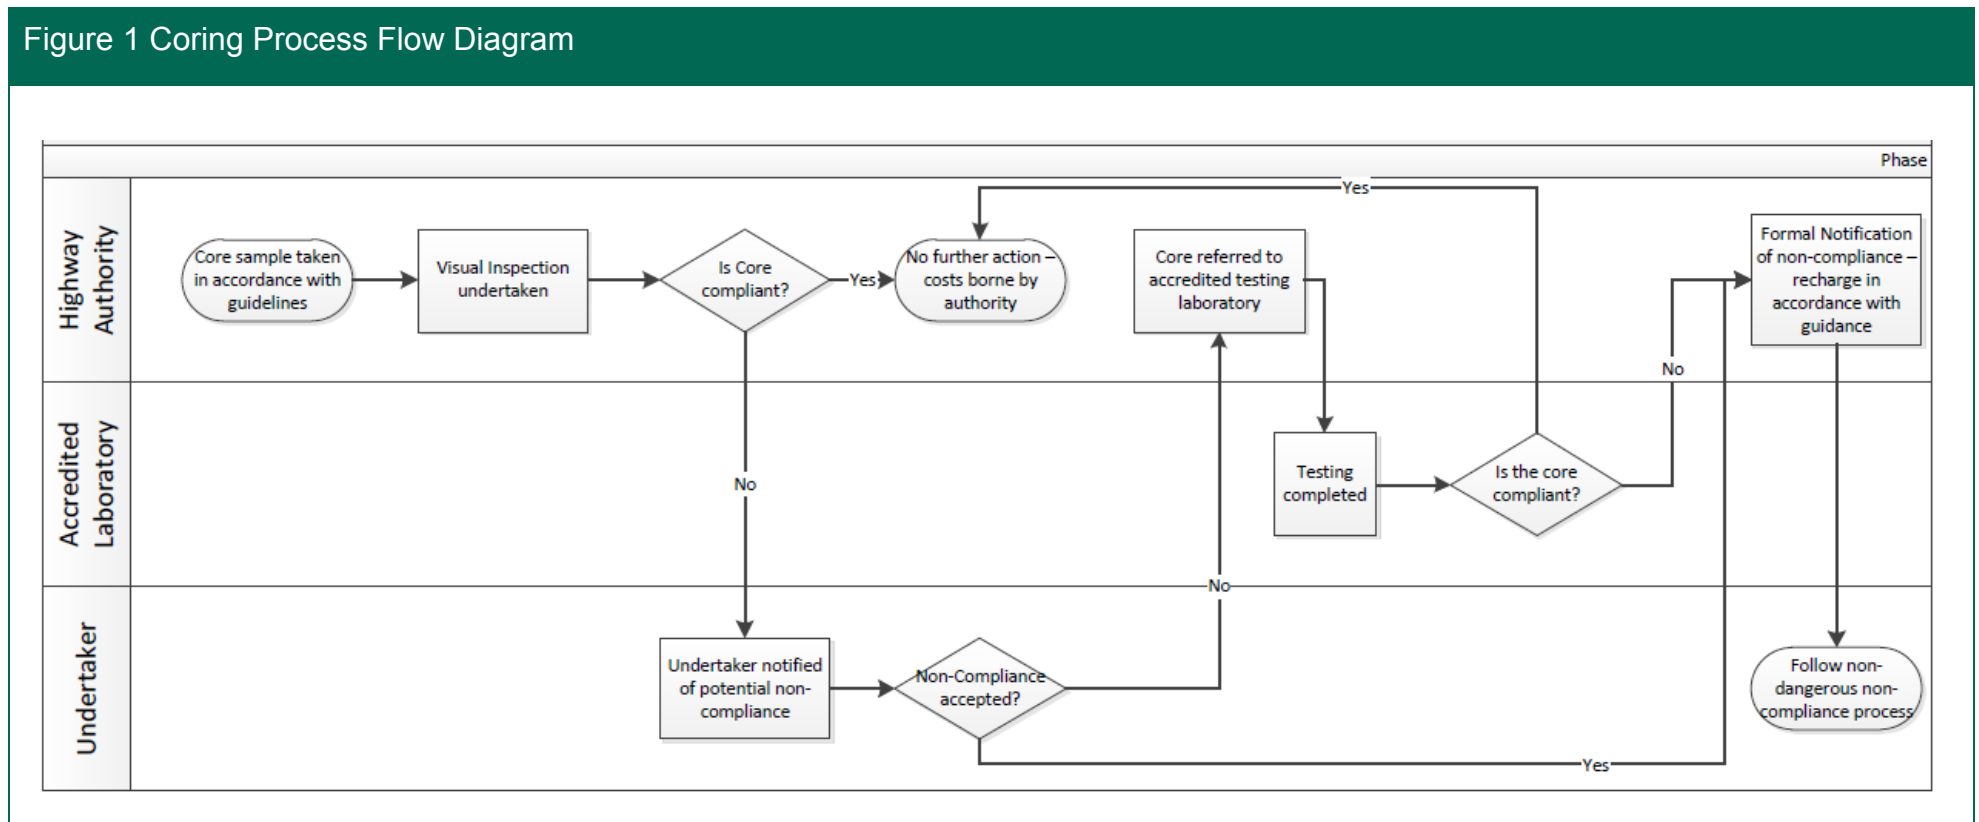 Figure 1 Coring Process Flow Diagram
Phase
Highway
Authority
Core sample taken
in accordance with
guidelines
Visual Inspection
undertaken
Is Core
compliant?
Yes
No further action –
costs borne by
authority
Core referred to
accredited testing
laboratory
Yes
Formal Notification
of non-compliance –
recharge in
accordance with
guidance
No
Accredited
Laboratory
No
Testing
completed
Is the core
compliant?
No
Undertaker
Undertaker notified
of potential non-
compliance
Non-Compliance
accepted?
Yes
Follow non-
dangerous non-
compliance process